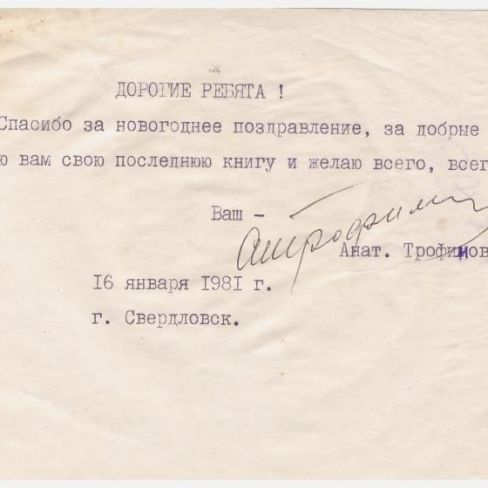 ДОРОГИЕ РЕБЯТА !
Спасибо за новогоднее поздравление, за добрые
ю вам свою последнюю книгу и желаю всего, всег
Ваш -
Анат. Трофимов
16 января 1981 г.
г. Свердловск.